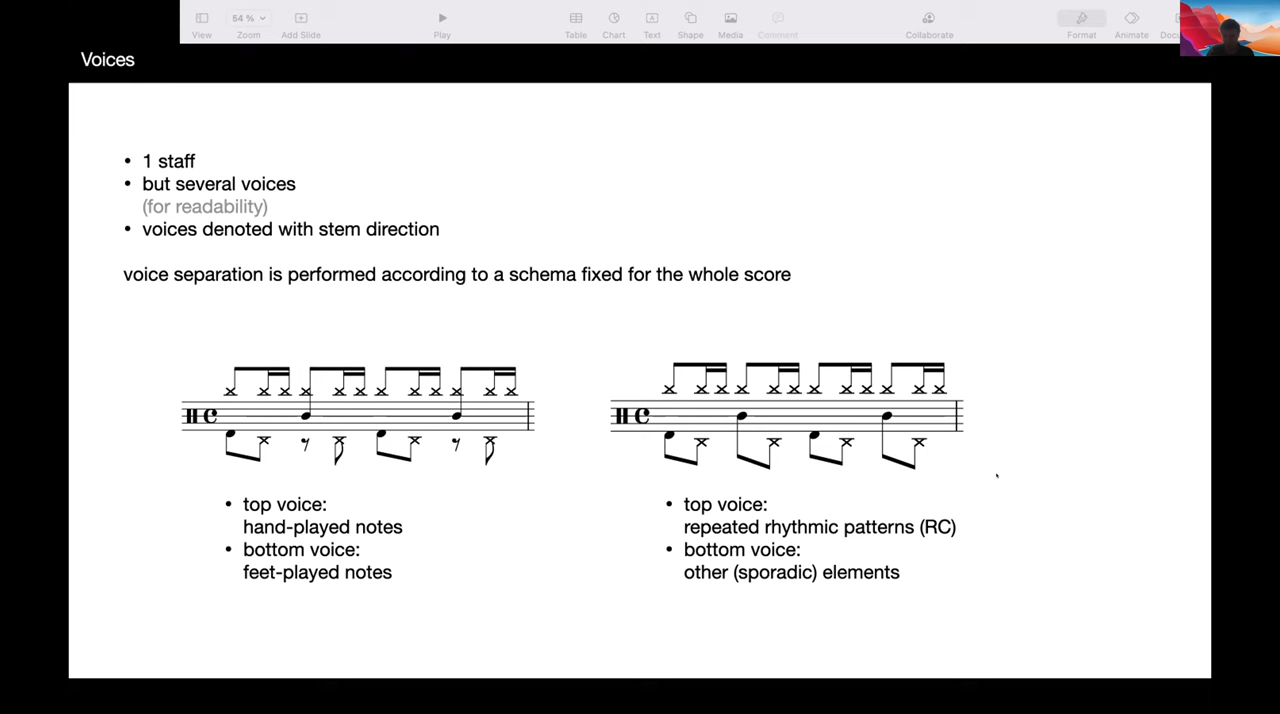 54 %
View
Zoom
Add Slide
Play
Table
Chart
Text
Shape
Media
Comment
Collaborate
Format
Animate
Voices
• 1 staff
• but several voices
(for readability)
• voices denoted with stem direction
voice separation is performed according to a schema fixed for the whole score
• top voice:
hand-played notes
• bottom voice:
feet-played notes
• top voice:
repeated rhythmic patterns (RC)
• bottom voice:
other (sporadic) elements